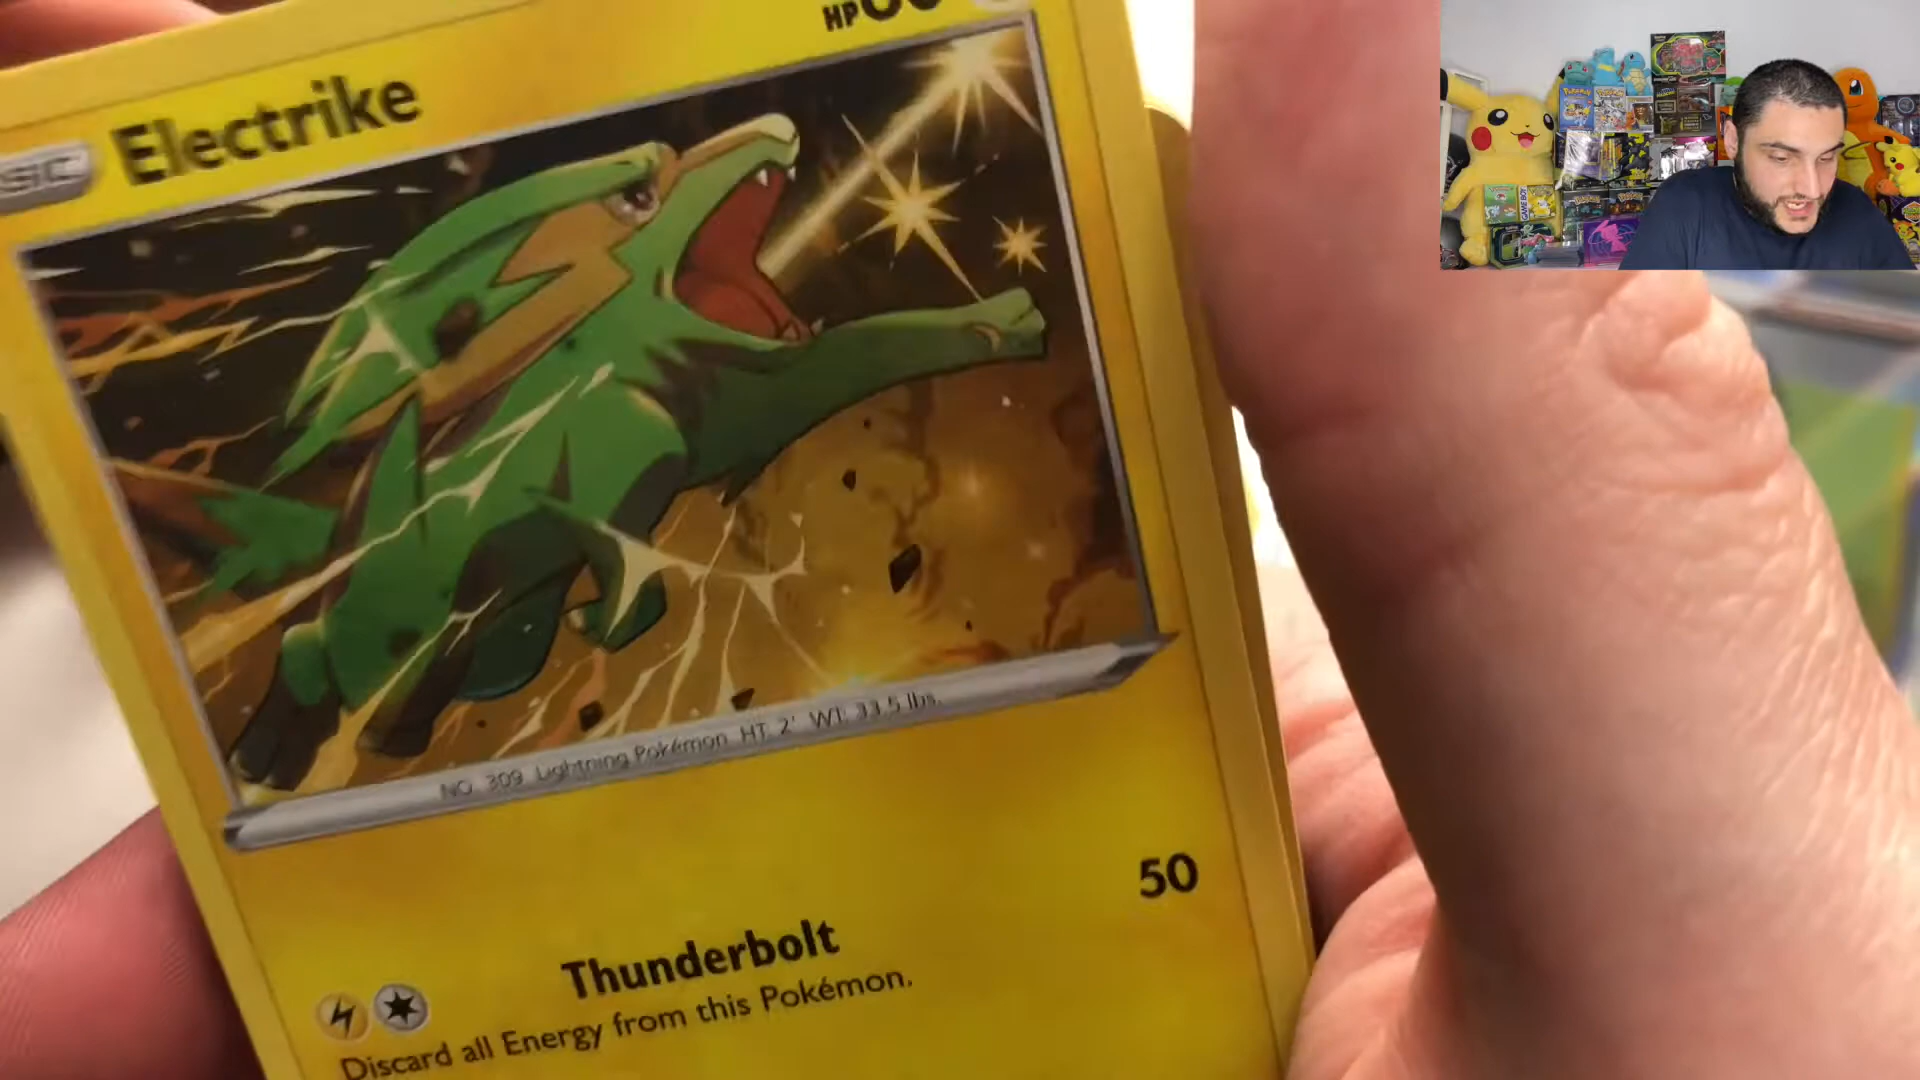 HP
Electrike
NO. 309 Lightning Pokémon HT. 2' WT. 33.5 lbs.
Thunderbolt 50
Discard all Energy from this Pokémon.